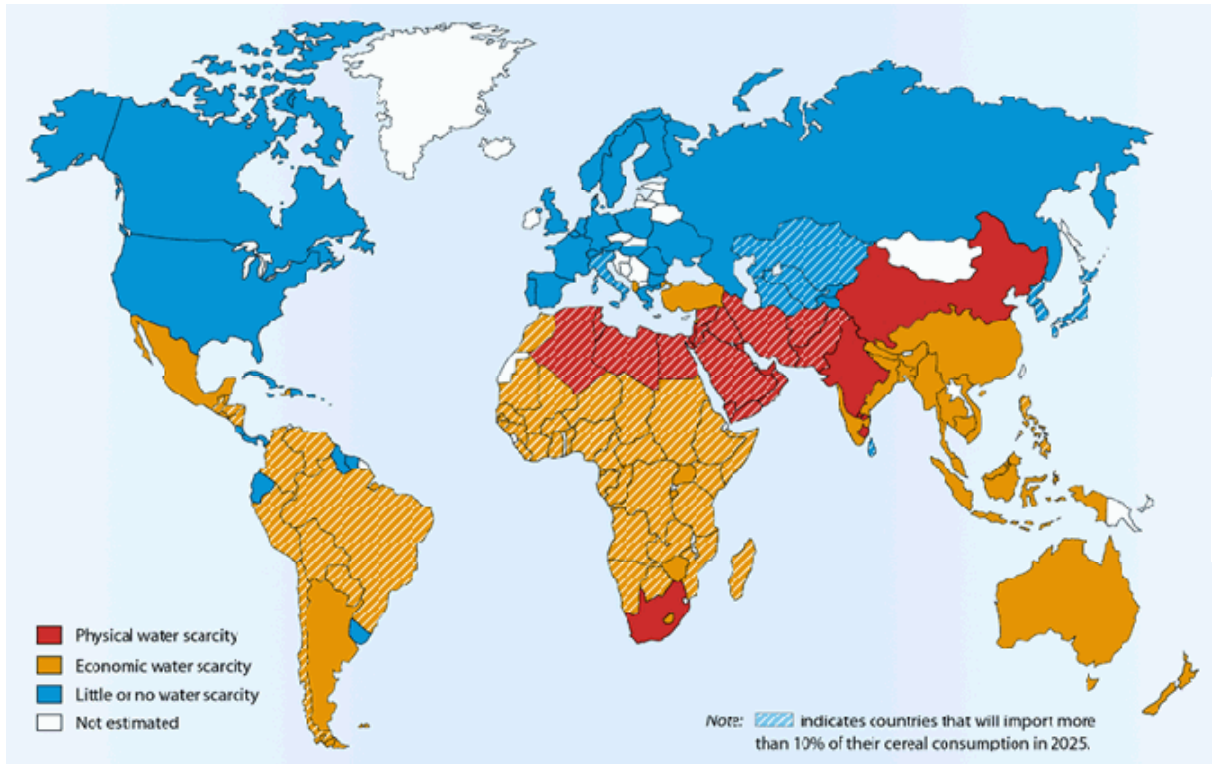 Physical water scarcity
Economic water scarcity
Little or no water scarcity
Not estimated
Note: indicates countries that will import more
than 10% of their cereal consumption in 2025.